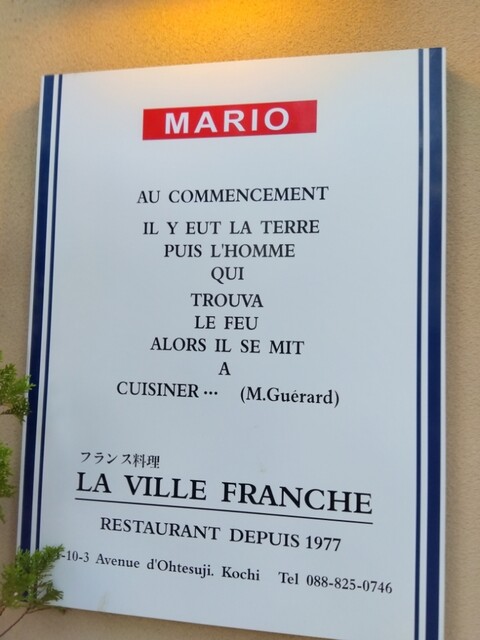 MARIO
AU COMMENCEMENT
IL Y EUT LA TERRE
PUIS L'HOMME
QUI
TROUVA
LE FEU
ALORS IL SE MIT
A
CUISINER… (M.Guérard)
フランス料理
LA VILLE FRANCHE
RESTAURANT DEPUIS 1977
-10-3 Avenue d'Ohtesuji. Kochi Tel 088-825-0746